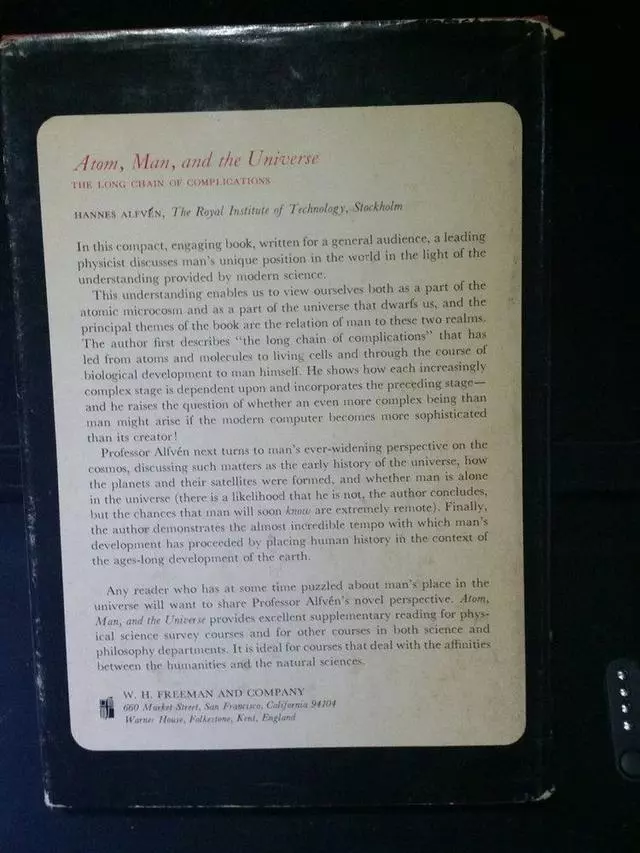 Atom, Man, and the Universe
THE LONG CHAIN OF COMPLICATIONS
HANNES ALFVÉN, The Royal Institute of Technology, Stockholm
In this compact, engaging book, written for a general audience, a leading
physicist discusses man's unique position in the world in the light of the
understanding provided by modern science.
This understanding enables us to view ourselves both as a part of the
atomic microcosm and as a part of the universe that dwarfs us, and the
principal themes of the book are the relation of man to these two realms.
The author first describes "the long chain of complications" that has
led from atoms and molecules to living cells and through the course of
biological development to man himself. He shows how each increasingly
complex stage is dependent upon and incorporates the preceding stage—
and he raises the question of whether an even more complex being than
man might arise if the modern computer becomes more sophisticated
than its creator!
Professor Alfvén next turns to man's ever-widening perspective on the
cosmos, discussing such matters as the early history of the universe, how
the planets and their satellites were formed, and whether man is alone
in the universe (there is a likelihood that he is not, the author concludes,
but the chances that man will soon know are extremely remote). Finally,
the author demonstrates the almost incredible tempo with which man's
development has proceeded by placing human history in the context of
the ages-long development of the earth.
Any reader who has at some time puzzled about man's place in the
universe will want to share Professor Alfvén's novel perspective. Atom,
Man, and the Universe provides excellent supplementary reading for phys-
ical science survey courses and for other courses in both science and
philosophy departments. It is ideal for courses that deal with the affinities
between the humanities and the natural sciences.
W. H. FREEMAN AND COMPANY
660 Market Street, San Francisco, California 94104
Warner House, Folkestone, Kent, England